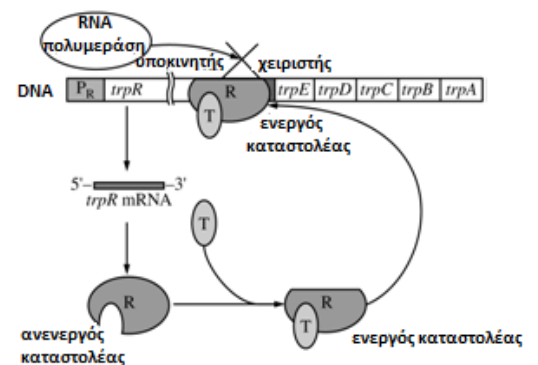 RNA
πολυμεράση
υποκινητής
χειριστής
DNA
PR
trpR
R
T
trpE
trpD
trpC
trpB
trpA
ενεργός
καταστολέας
5'
3'
trpR mRNA
T
R
R
T
ανενεργός
καταστολέας
ενεργός καταστολέας